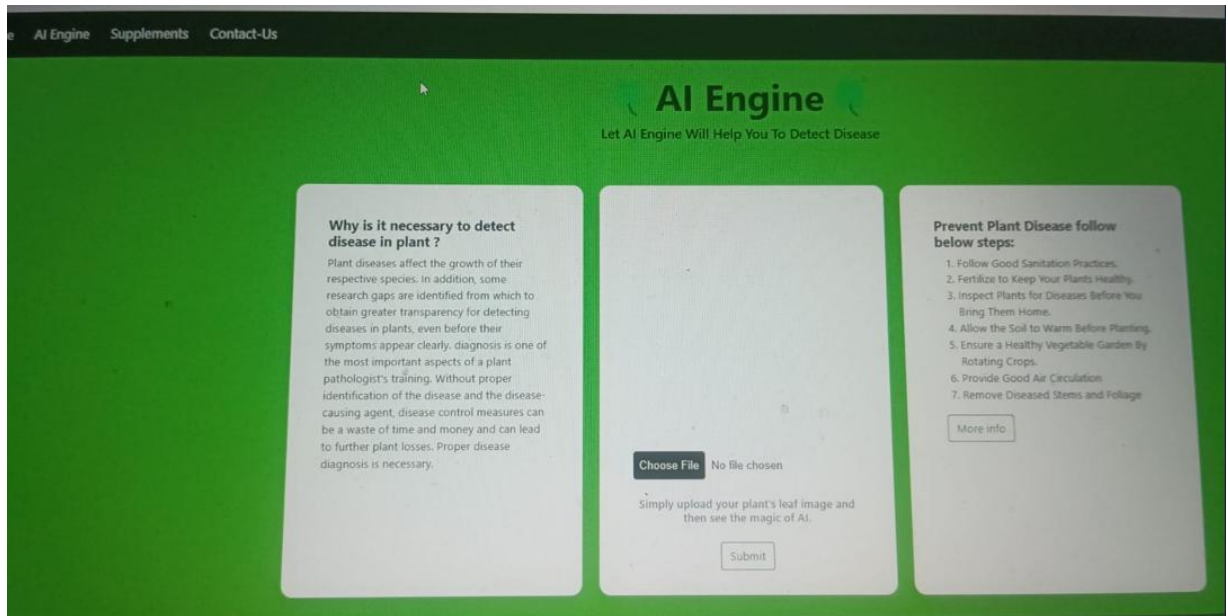 e AI Engine Supplements Contact-Us
AI Engine
Let AI Engine Will Help You To Detect Disease
Why is it necessary to detect
disease in plant ?
Plant diseases affect the growth of their
respective species. In addition, some
research gaps are identified from which to
obtain greater transparency for detecting
diseases in plants, even before their
symptoms appear clearly. diagnosis is one of
the most important aspects of a plant
pathologist's training. Without proper
identification of the disease and the disease-
causing agent, disease control measures can
be a waste of time and money and can lead
to further plant losses. Proper disease
diagnosis is necessary.
Choose File No file chosen
Simply upload your plant's leaf image and
then see the magic of AI.
Submit
Prevent Plant Disease follow
below steps:
1. Follow Good Sanitation Practices.
2. Fertilize to Keep Your Plants Healthy.
3. Inspect Plants for Diseases Before You
Bring Them Home.
4. Allow the Soil to Warm Before Planting.
5. Ensure a Healthy Vegetable Garden By
Rotating Crops.
6. Provide Good Air Circulation
7. Remove Diseased Stems and Foliage
More info